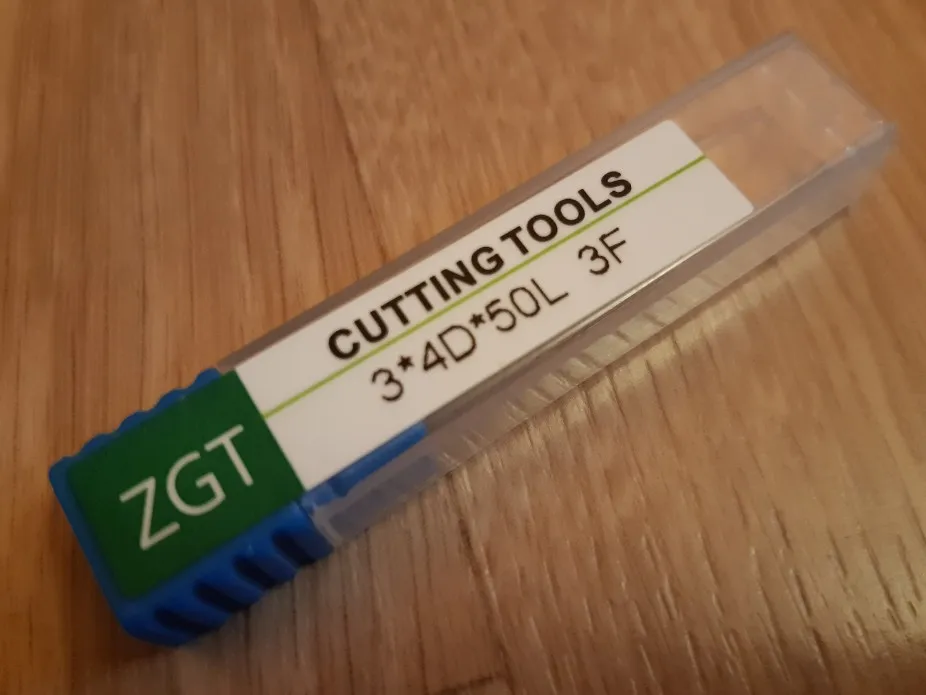 CUTTING TOOLS
3*4D*50L 3F
ZGT